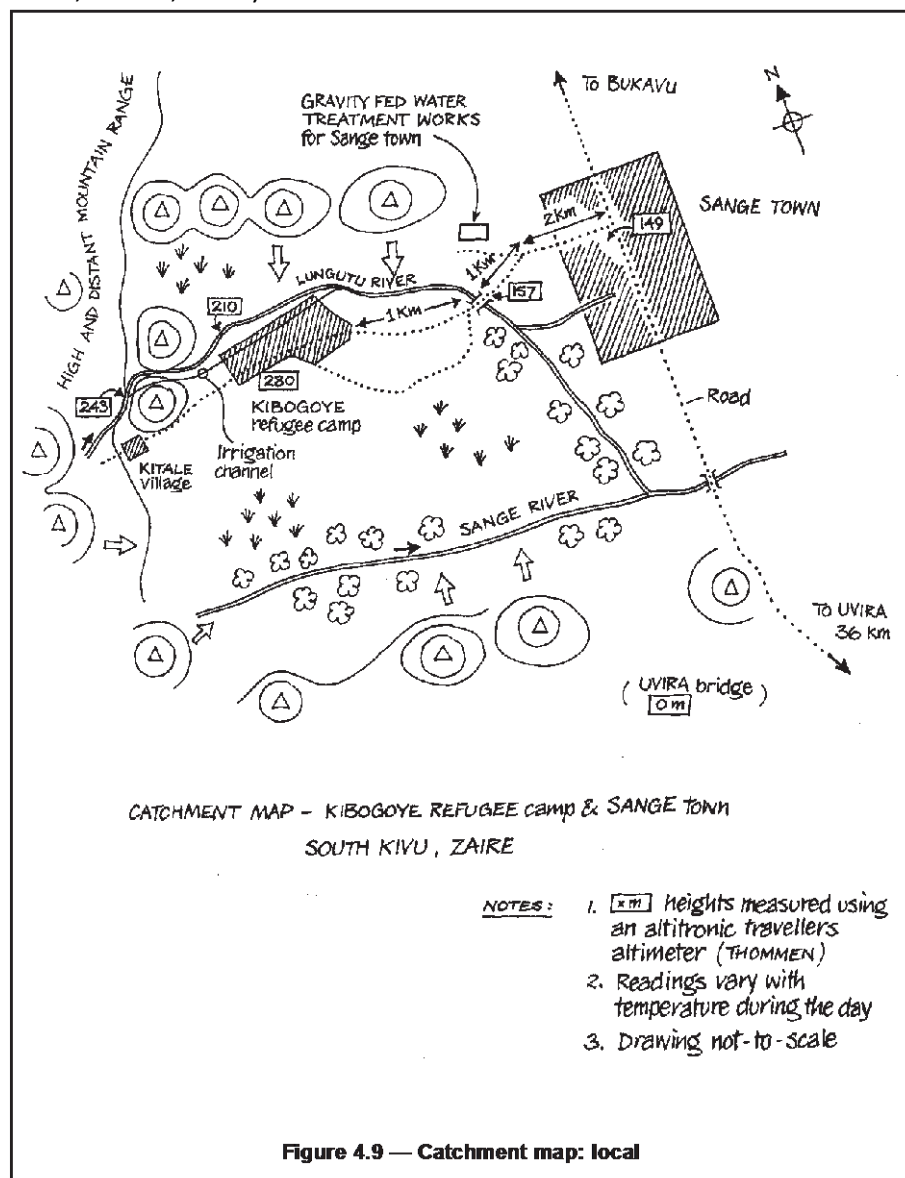 TO BUKAVU
N
GRAVITY FED WATER
TREATMENT WORKS
for Sange town
HIGH AND DISTANT MOUNTAIN RANGE
SANGE TOWN
2Km
149
1Km
LUNGUTU RIVER
157
210
1Km
230
KIBOGOYE
refugee camp
243
Road
Irrigation
channel
KITALE
village
SANGE RIVER
TO UVIRA
36 km
(UVIRA bridge)
0m
CATCHMENT MAP - KIBOGOYE REFUGEE camp & SANGE town
SOUTH KIVU, ZAIRE
NOTES:
1. xm heights measured using
an altitronic travellers
altimeter (THOMMEN)
2. Readings vary with
temperature during the day
3. Drawing not-to-scale
Figure 4.9 — Catchment map: local